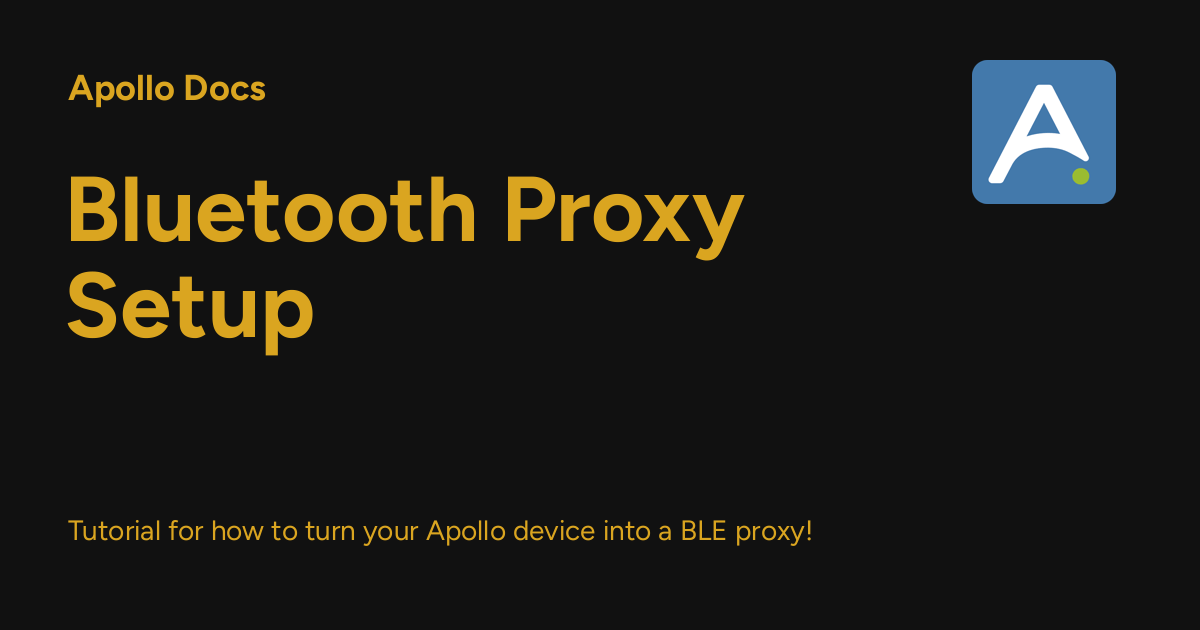 Apollo Docs
Bluetooth Proxy
Setup
Tutorial for how to turn your Apollo device into a BLE proxy!